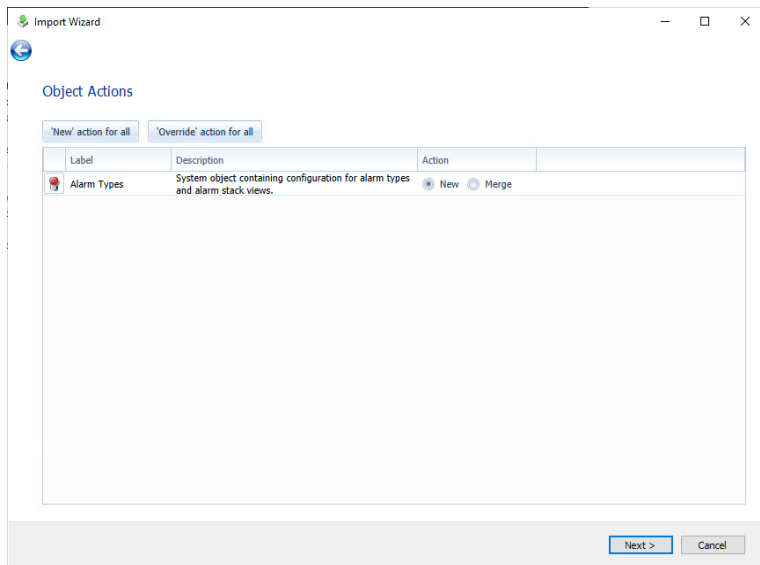 Import Wizard
Object Actions
'New' action for all 'Override' action for all
Label Description Action
Alarm Types System object containing configuration for alarm types and alarm stack views. New Merge
Next > Cancel